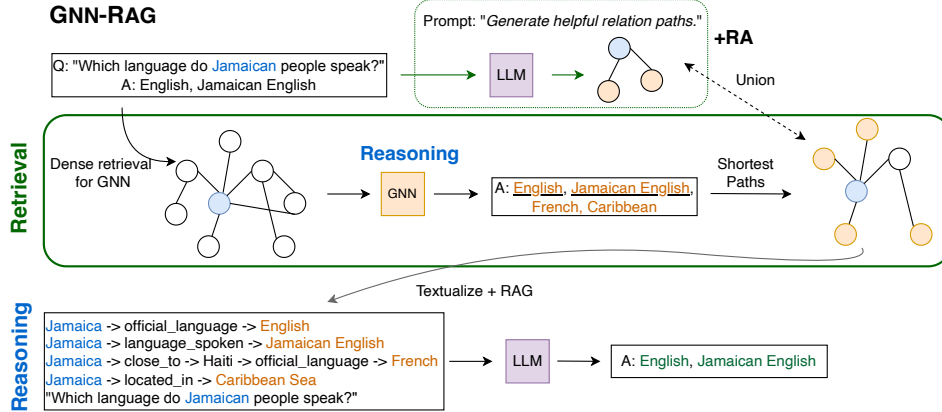 GNN-RAG
Prompt: "Generate helpful relation paths."
+RA
Q: "Which language do Jamaican people speak?"
A: English, Jamaican English
LLM
Union
Retrieval
Dense retrieval
for GNN
Reasoning
GNN
A: English, Jamaican English,
French, Caribbean
Shortest
Paths
Textualize + RAG
Reasoning
Jamaica -> official_language -> English
Jamaica -> language_spoken -> Jamaican English
Jamaica -> close_to -> Haiti -> official_language -> French
Jamaica -> located_in -> Caribbean Sea
"Which language do Jamaican people speak?"
LLM
A: English, Jamaican English